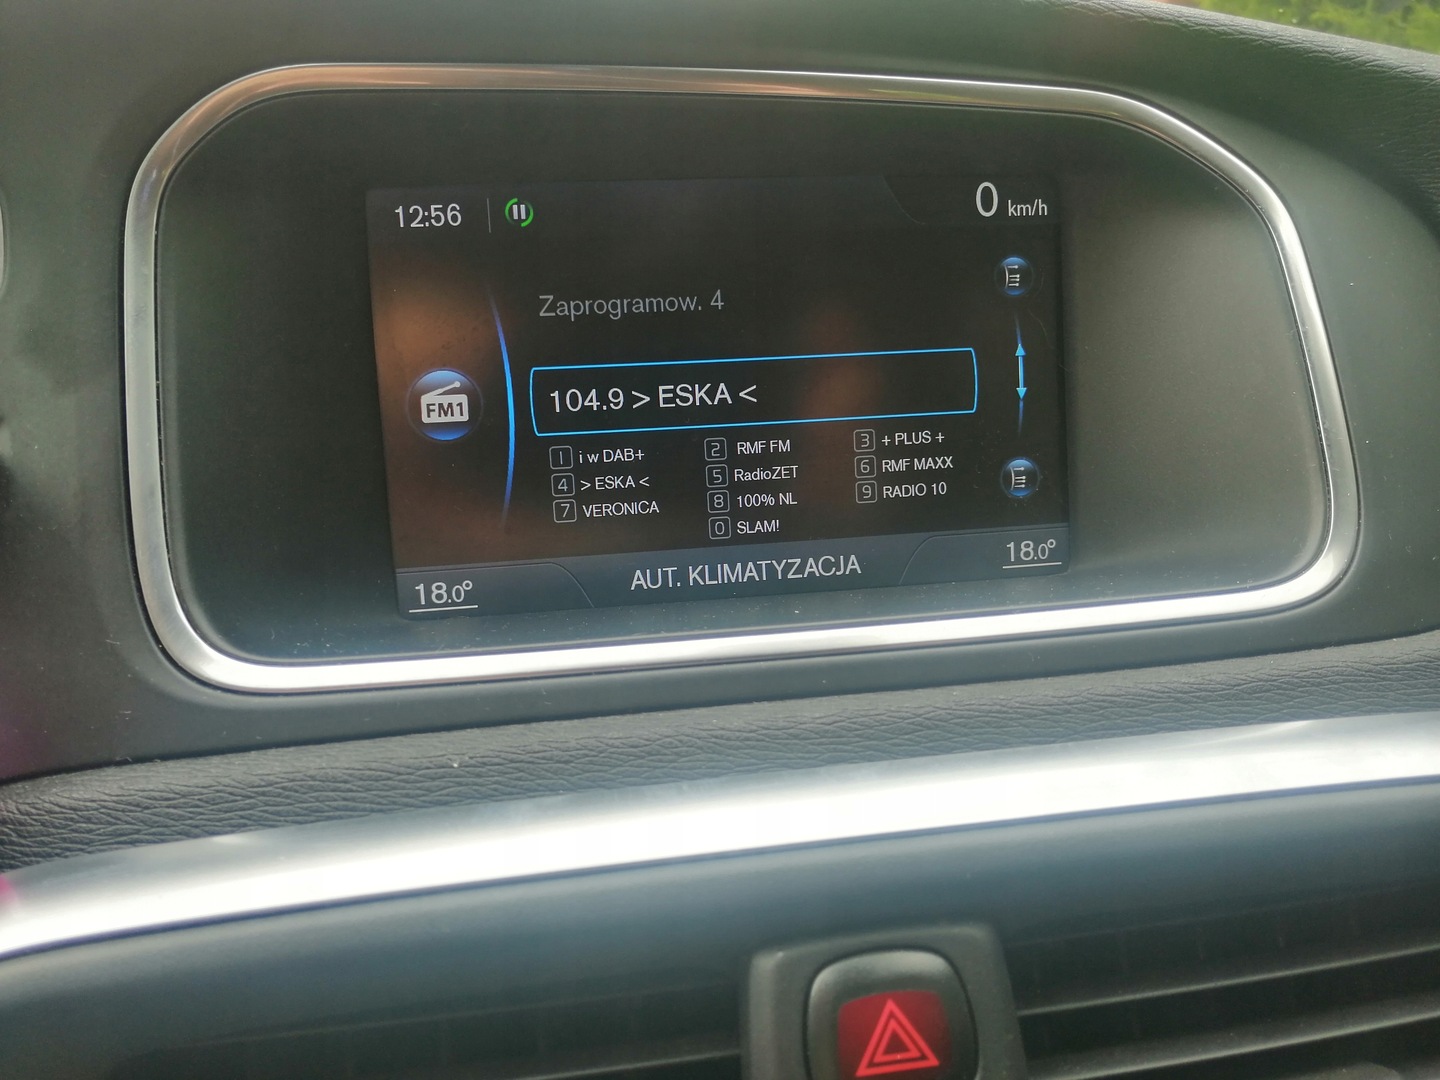 12:56
0 km/h
Zaprogramow. 4
FM1
104.9 > ESKA <
1 i w DAB+ 2 RMF FM 3 + PLUS +
4 > ESKA < 5 RadioZET 6 RMF MAXX
7 VERONICA 8 100% NL 9 RADIO 10
0 SLAM!
18.0° AUT. KLIMATYZACJA 18.0°